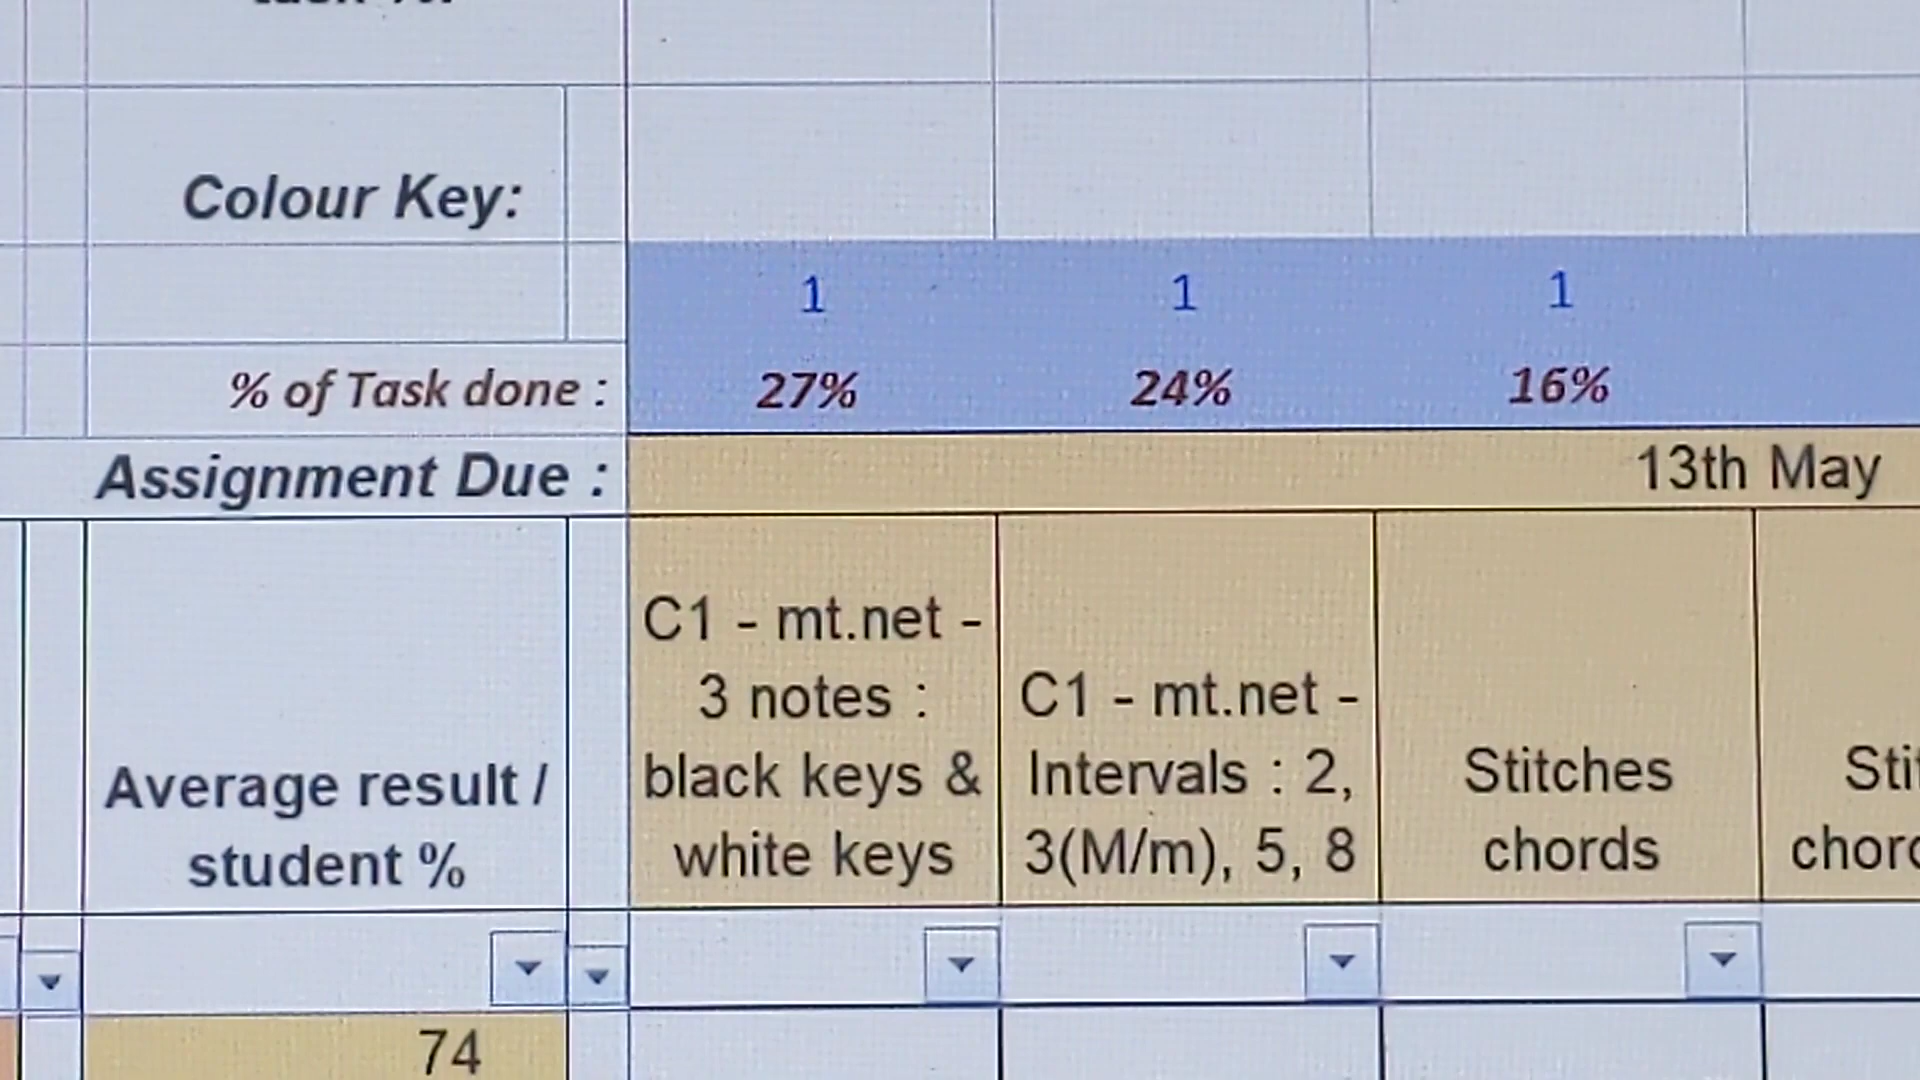 Colour Key:
1 1 1
% of Task done : 27% 24% 16%
Assignment Due : 13th May
C1 - mt.net -
3 notes :
black keys &
white keys
C1 - mt.net -
Intervals : 2,
3(M/m), 5, 8
Stitches
chords
Average result /
student %
74